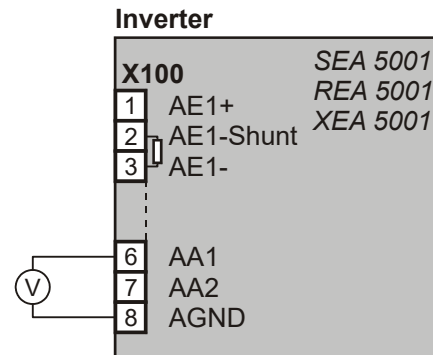 Inverter
SEA 5001
X100
REA 5001
1 AE1+
XEA 5001
2 AE1-Shunt
3 AE1-
6 AA1
V
7 AA2
8 AGND